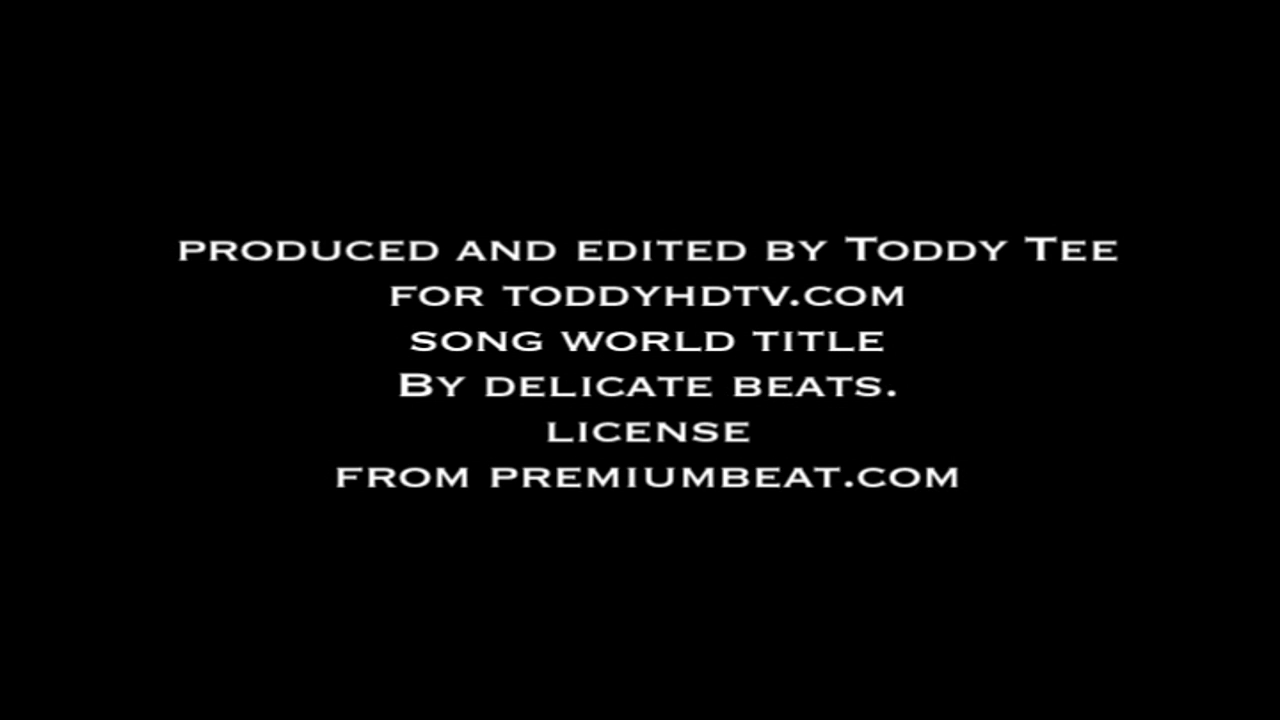 produced and edited by Toddy Tee
for toddyhdtv.com
song world title
By delicate beats.
license
from premiumbeat.com